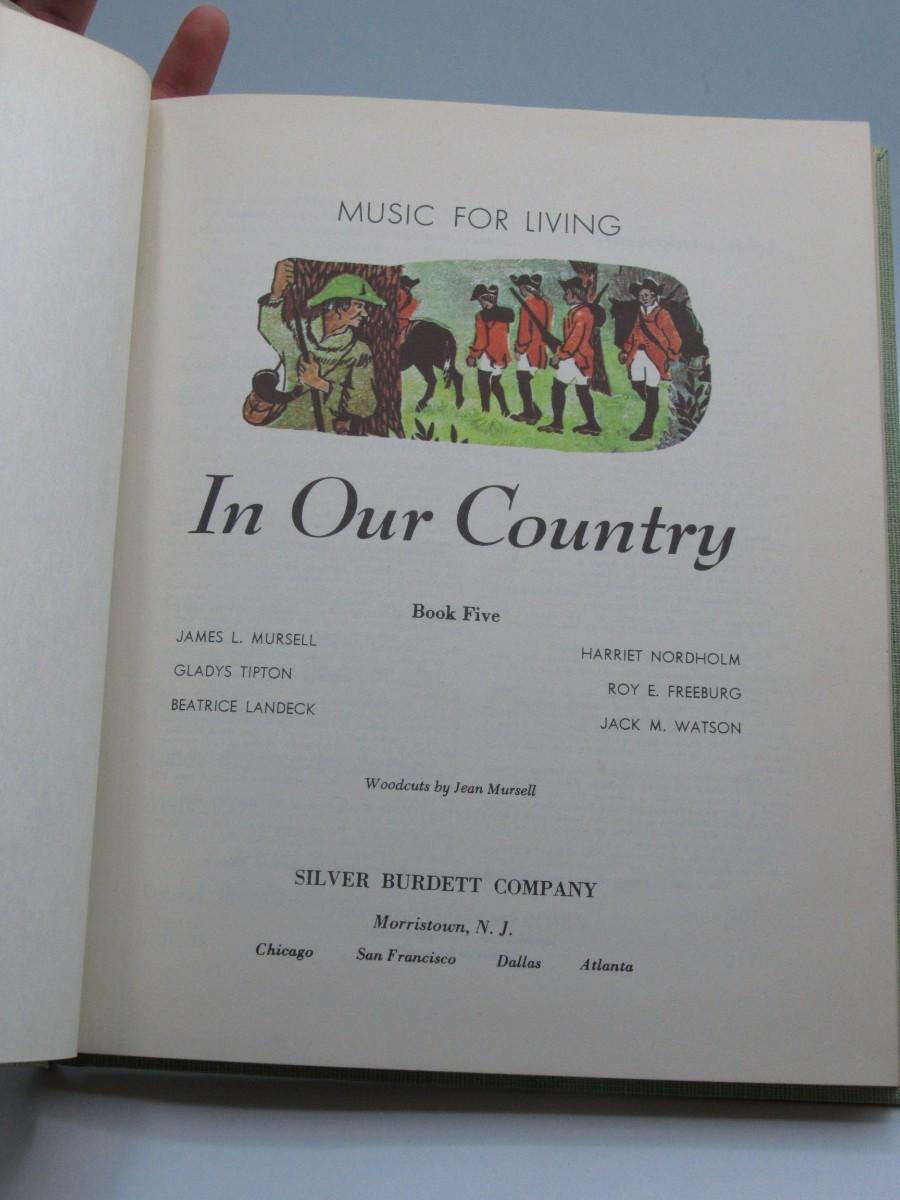 MUSIC FOR LIVING
In Our Country
Book Five
JAMES L. MURSELL
GLADYS TIPTON
BEATRICE LANDECK
HARRIET NORDHOLM
ROY E. FREEBURG
JACK M. WATSON
Woodcuts by Jean Mursell
SILVER BURDETT COMPANY
Morristown, N. J.
Chicago San Francisco Dallas Atlanta